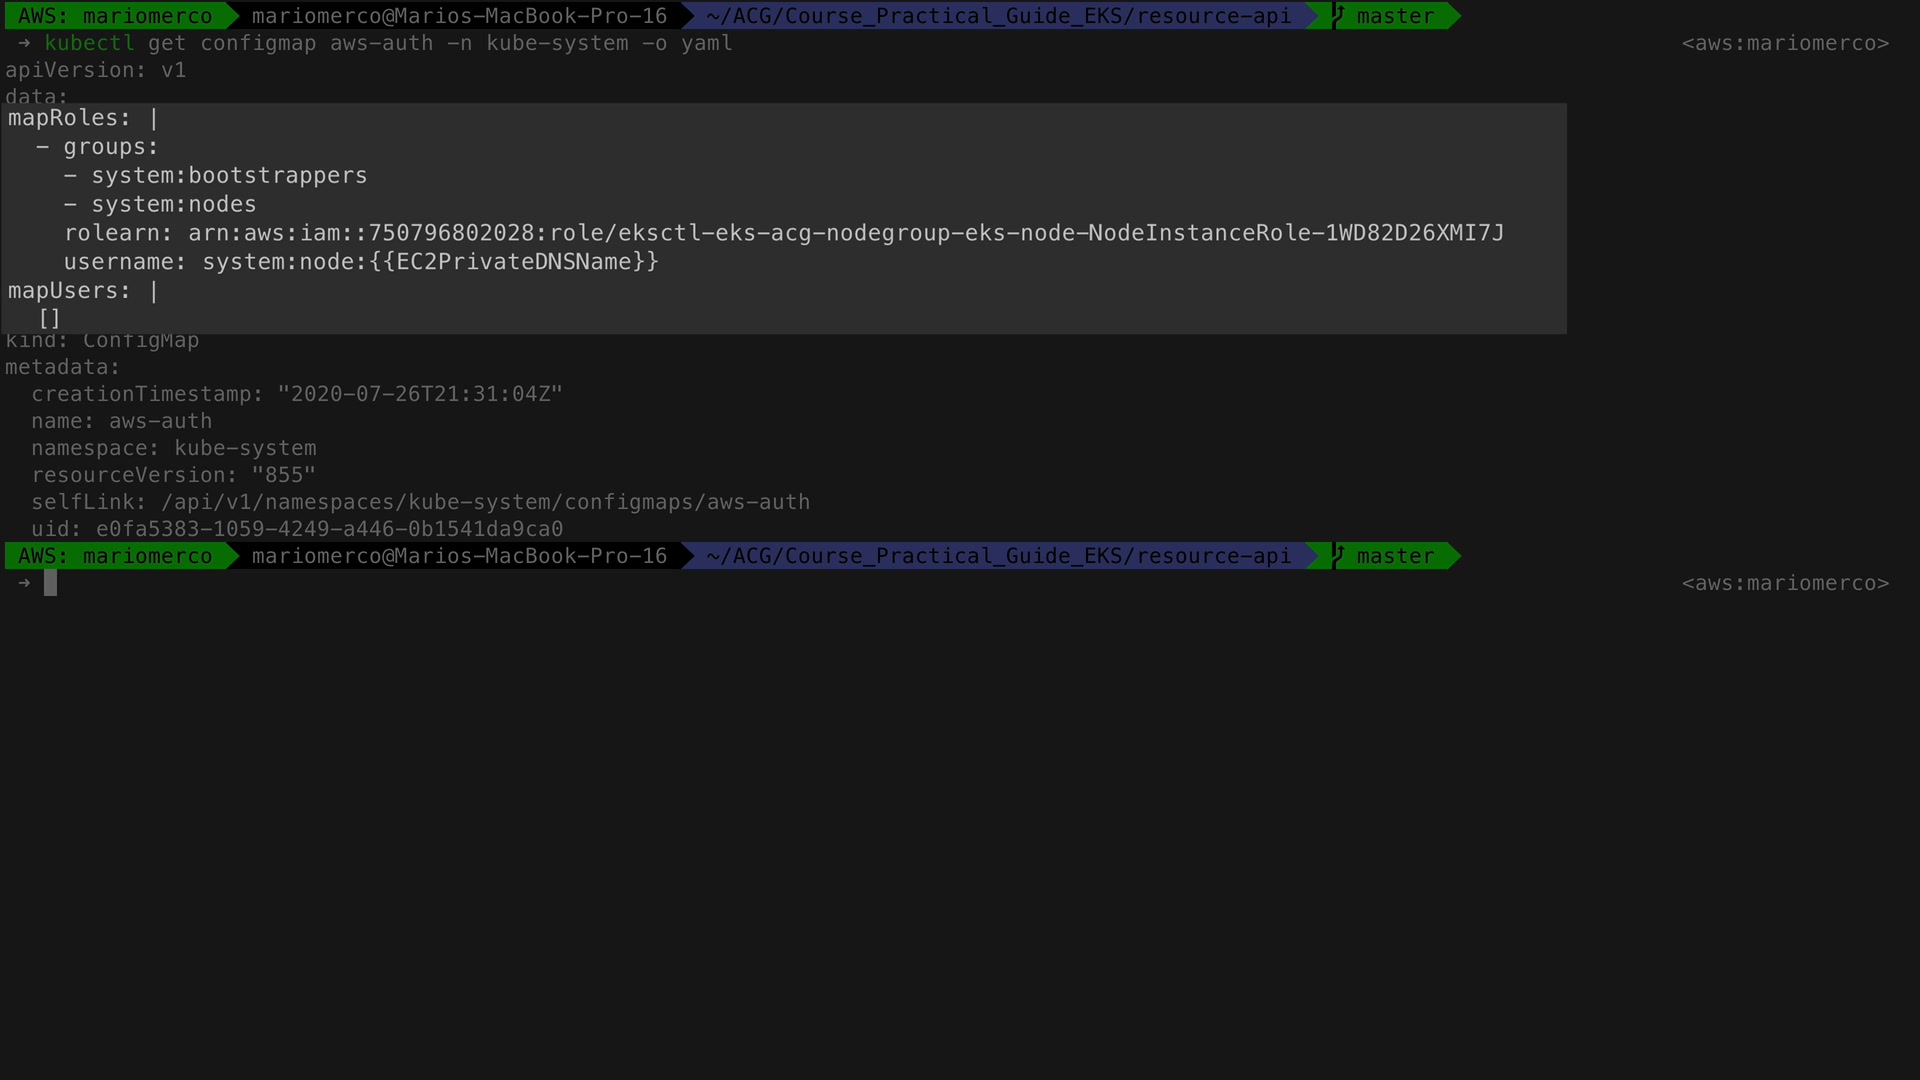 AWS: mariomerco mariomerco@Marios-MacBook-Pro-16 ~/ACG/Course_Practical_Guide_EKS/resource-api master
→ kubectl get configmap aws-auth -n kube-system -o yaml <aws:mariomerco>
apiVersion: v1
data:
mapRoles: |
- groups:
- system:bootstrappers
- system:nodes
rolearn: arn:aws:iam::750796802028:role/eksctl-eks-acg-nodegroup-eks-node-NodeInstanceRole-1WD82D26XMI7J
username: system:node:{{EC2PrivateDNSName}}
mapUsers: |
[]
kind: ConfigMap
metadata:
creationTimestamp: "2020-07-26T21:31:04Z"
name: aws-auth
namespace: kube-system
resourceVersion: "855"
selfLink: /api/v1/namespaces/kube-system/configmaps/aws-auth
uid: e0fa5383-1059-4249-a446-0b1541da9ca0
AWS: mariomerco mariomerco@Marios-MacBook-Pro-16 ~/ACG/Course_Practical_Guide_EKS/resource-api master
→ <aws:mariomerco>